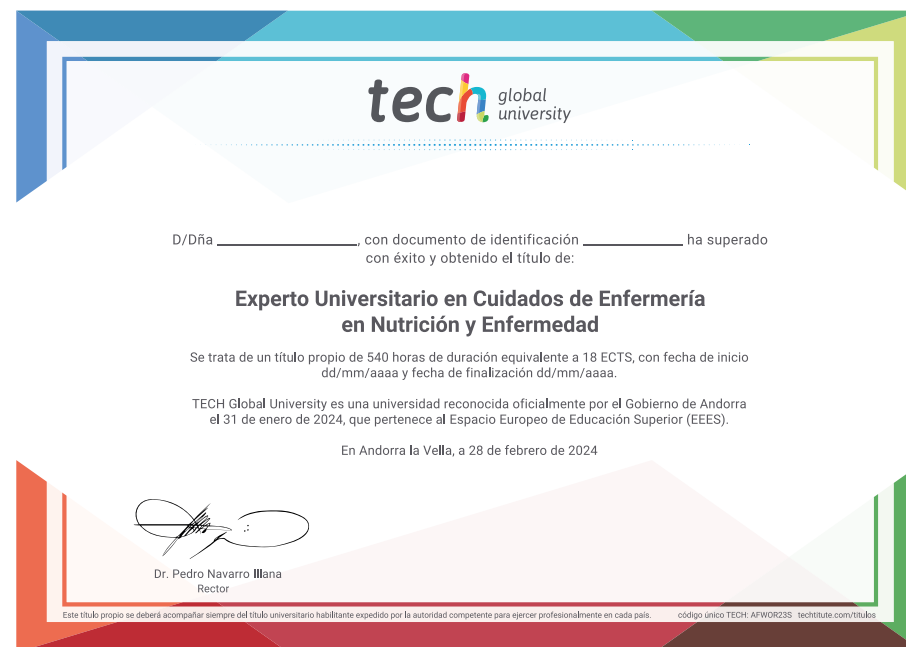 tech global university
D/Dña ____________________, con documento de identificación ______________ ha superado
con éxito y obtenido el título de:
Experto Universitario en Cuidados de Enfermería
en Nutrición y Enfermedad
Se trata de un título propio de 540 horas de duración equivalente a 18 ECTS, con fecha de inicio
dd/mm/aaaa y fecha de finalización dd/mm/aaaa.
TECH Global University es una universidad reconocida oficialmente por el Gobierno de Andorra
el 31 de enero de 2024, que pertenece al Espacio Europeo de Educación Superior (EEES).
En Andorra la Vella, a 28 de febrero de 2024
Dr. Pedro Navarro Illana
Rector
Este título propio se deberá acompañar siempre del título universitario habilitante expedido por la autoridad competente para ejercer profesionalmente en cada país. código único TECH: AFWOR23S techtitute.com/titulos